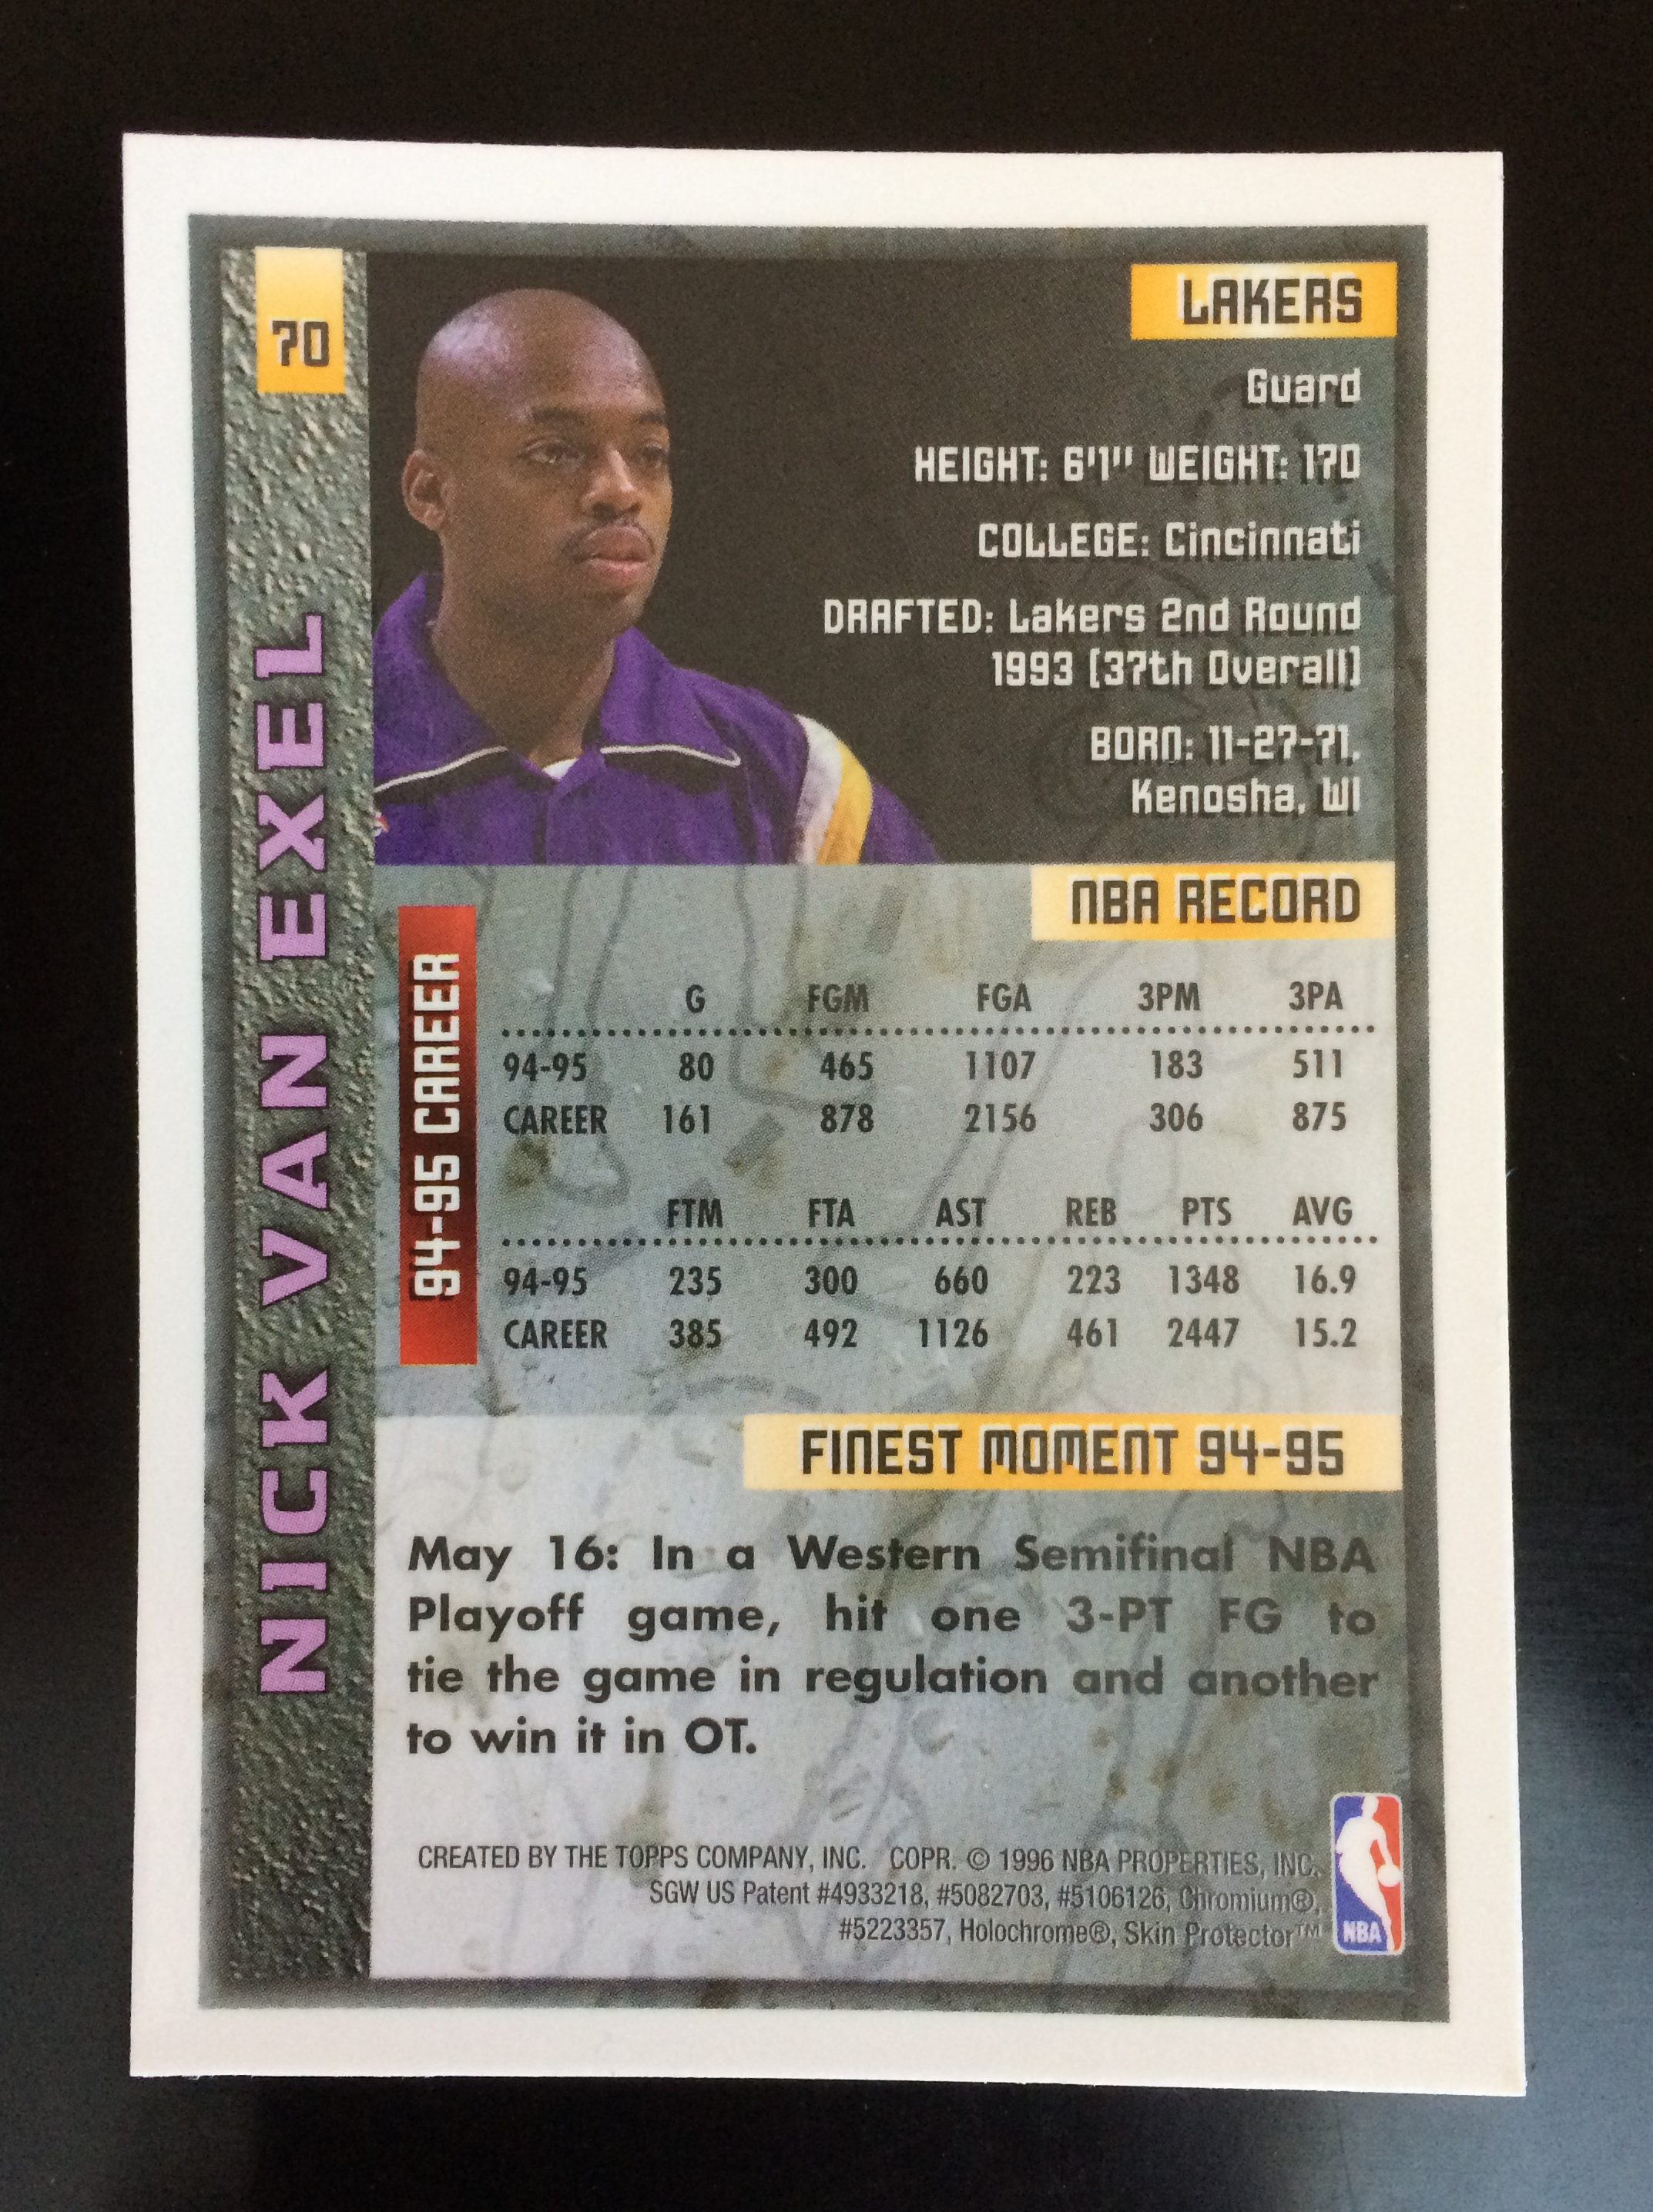 70
NICK VAN EXEL
LAKERS
Guard
HEIGHT: 6'1" WEIGHT: 170
COLLEGE: Cincinnati
DRAFTED: Lakers 2nd Round
1993 (37th Overall)
BORN: 11-27-71,
Kenosha, WI
NBA RECORD
94-95 CAREER
G FGM FGA 3PM 3PA
94-95 80 465 1107 183 511
CAREER 161 878 2156 306 875
FTM FTA AST REB PTS AVG
94-95 235 300 660 223 1348 16.9
CAREER 385 492 1126 461 2447 15.2
FINEST MOMENT 94-95
May 16: In a Western Semifinal NBA
Playoff game, hit one 3-PT FG to
tie the game in regulation and another
to win it in OT.
CREATED BY THE TOPPS COMPANY, INC. COPR. © 1996 NBA PROPERTIES, INC.
SGW US Patent #4933218, #5082703, #5106126, Chromium®,
#5223357, Holochrome®, Skin Protector™
NBA